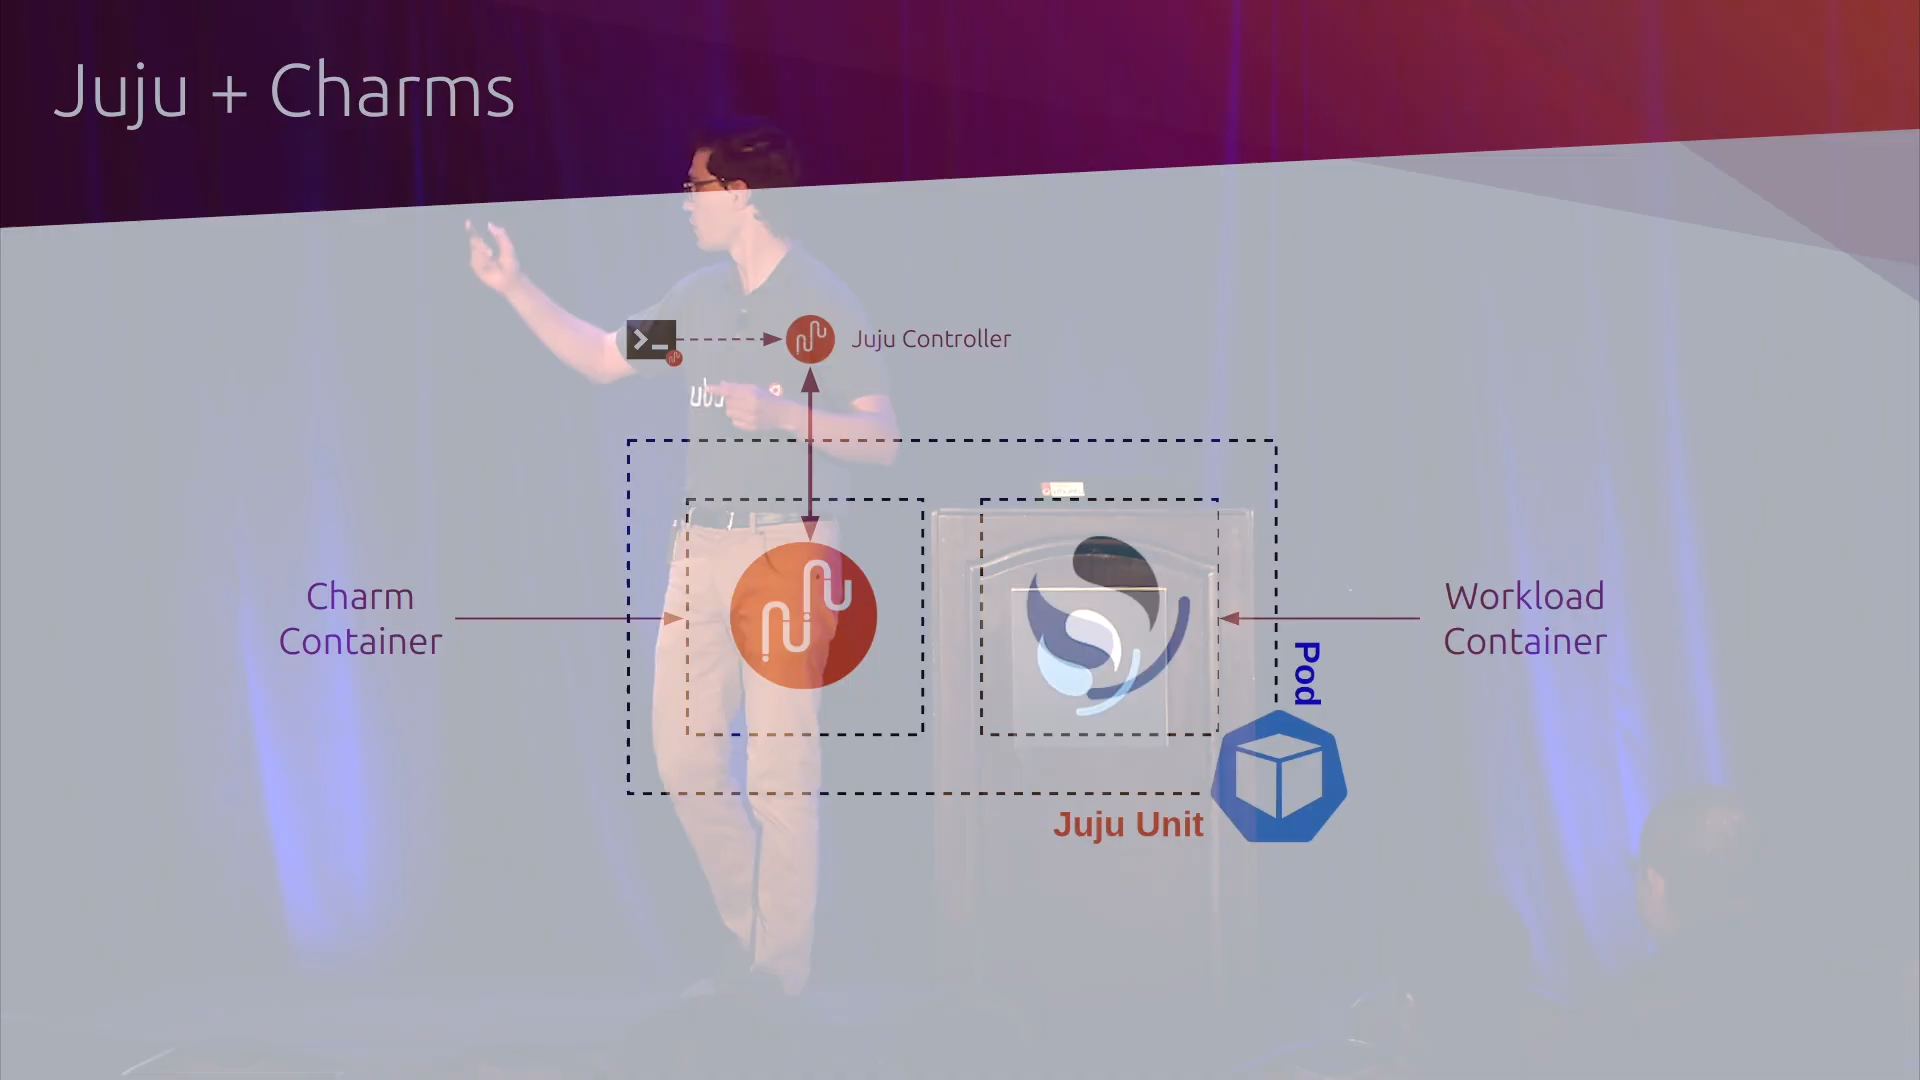 Juju + Charms
Juju Controller
Charm
Container
Workload
Container
Pod
Juju Unit